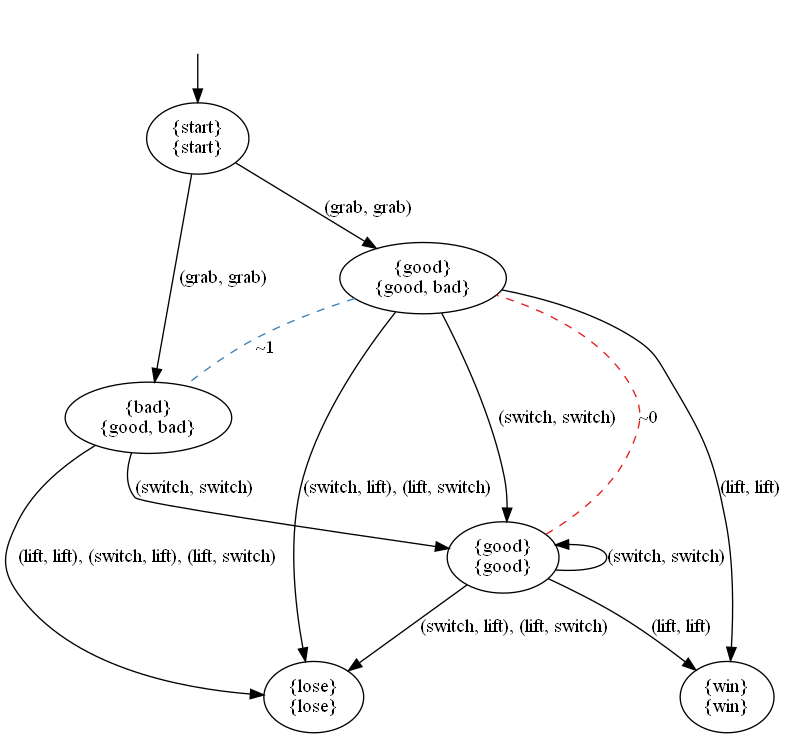 {start}
{start}
(grab, grab)
{good}
{good, bad}
(grab, grab)
~1
{bad}
{good, bad}
(switch, switch)
~0
(switch, switch)
(switch, lift), (lift, switch)
(lift, lift)
{good}
{good}
(lift, lift), (switch, lift), (lift, switch)
(switch, switch)
(switch, lift), (lift, switch)
(lift, lift)
{lose}
{lose}
{win}
{win}